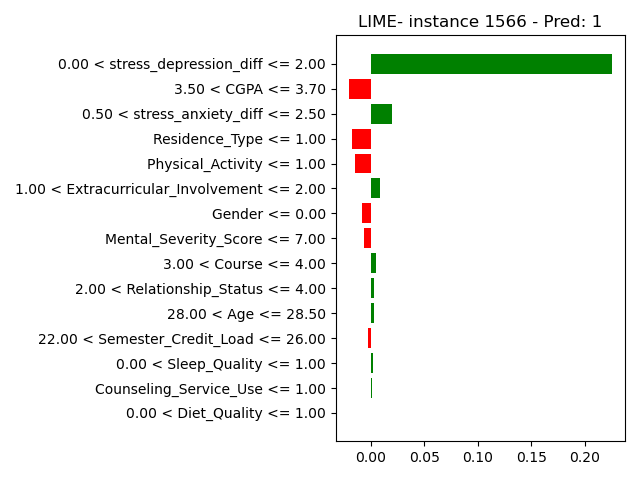 LIME- instance 1566 - Pred: 1
0.00 < stress_depression_diff <= 2.00
3.50 < CGPA <= 3.70
0.50 < stress_anxiety_diff <= 2.50
Residence_Type <= 1.00
Physical_Activity <= 1.00
1.00 < Extracurricular_Involvement <= 2.00
Gender <= 0.00
Mental_Severity_Score <= 7.00
3.00 < Course <= 4.00
2.00 < Relationship_Status <= 4.00
28.00 < Age <= 28.50
22.00 < Semester_Credit_Load <= 26.00
0.00 < Sleep_Quality <= 1.00
Counseling_Service_Use <= 1.00
0.00 < Diet_Quality <= 1.00
0.00 0.05 0.10 0.15 0.20